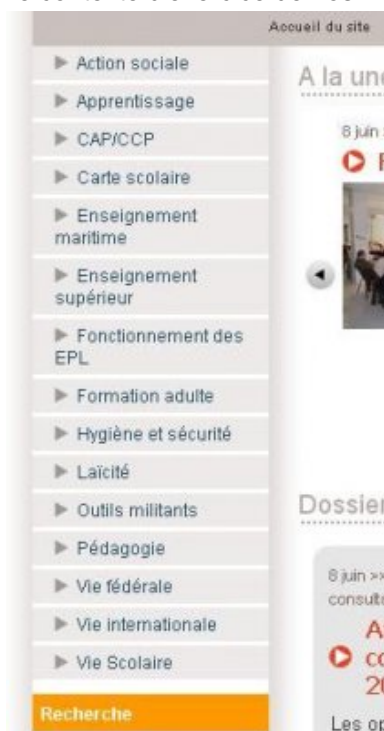 Accueil du site
Action sociale
Apprentissage
CAP/CCP
Carte scolaire
Enseignement
maritime
Enseignement
supérieur
Fonctionnement des
EPL
Formation adulte
Hygiène et sécurité
Laïcité
Outils militants
Pédagogie
Vie fédérale
Vie internationale
Vie Scolaire
Recherche
A la une
8 juin
Dossier
8 juin >>
Les